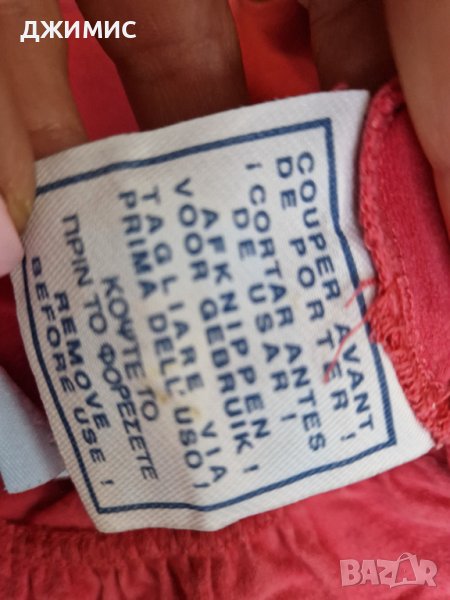 ДЖИМИС
COUPER AVANT
DE PORTER !
¡ CORTAR ANTES
DE USAR !
AFKNIPPEN
VOOR GEBRUIK !
TAGLIARE VIA
PRIMA DELL'USO !
ΚΟΨΤΕ ΤΟ
ΠΡΙΝ ΤΟ ΦΟΡΕΣΕΤΕ
REMOVE
BEFORE USE !
BAZAR